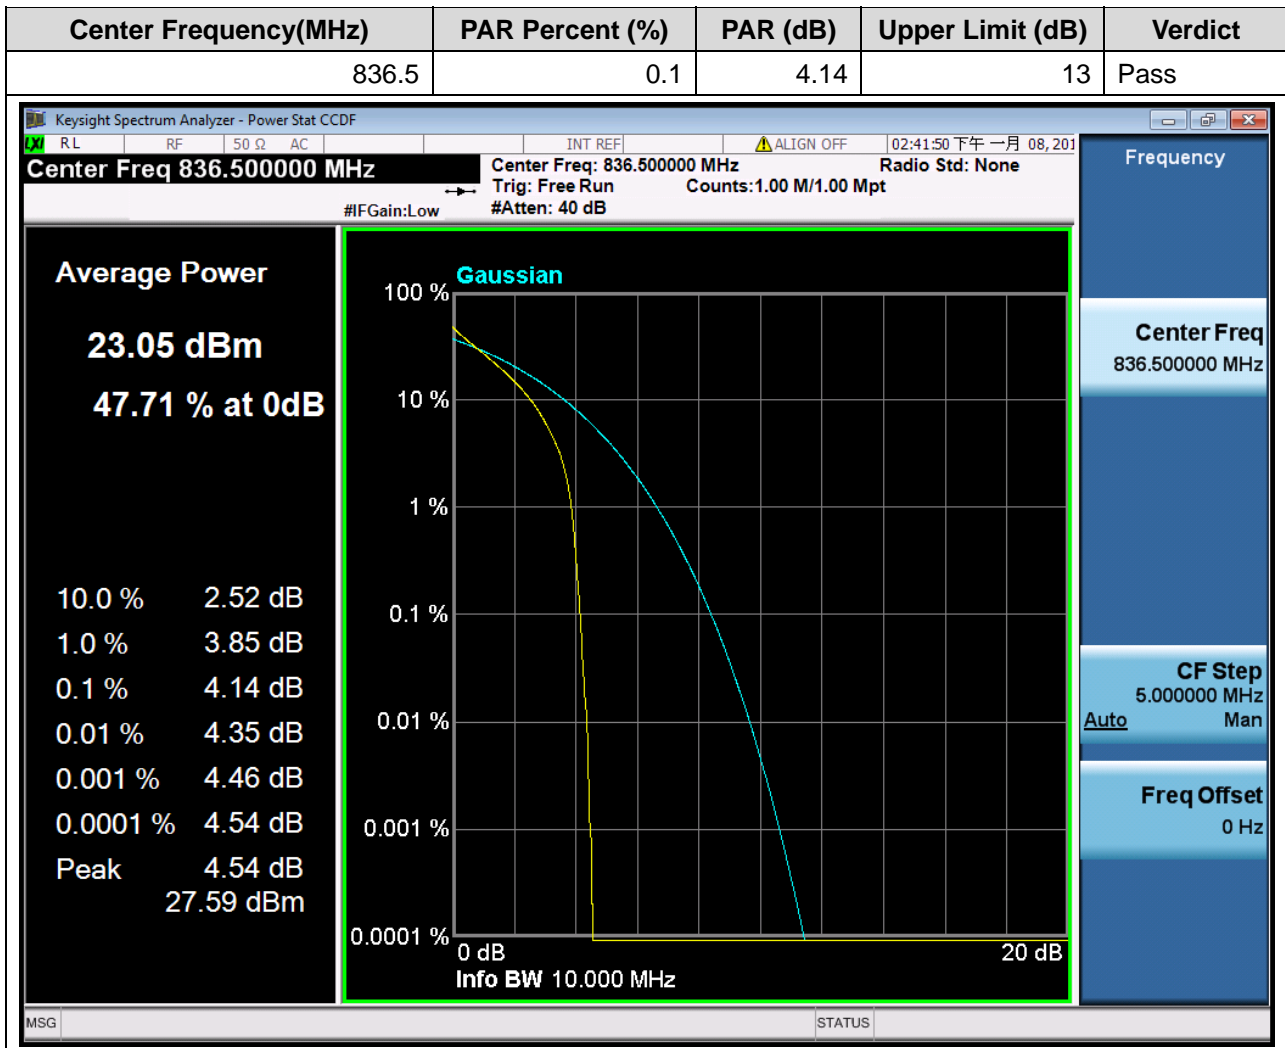 Center Frequency(MHz) PAR Percent (%) PAR (dB) Upper Limit (dB) Verdict
836.5 0.1 4.14 13 Pass
Keysight Spectrum Analyzer - Power Stat CCDF
LXI RL RF 50 Ω AC INT REF ALIGN OFF 02:41:50 下午 一月 08, 201
Center Freq 836.500000 MHz
Center Freq: 836.500000 MHz Radio Std: None
Trig: Free Run Counts:1.00 M/1.00 Mpt
#IFGain:Low #Atten: 40 dB
Average Power
23.05 dBm
47.71 % at 0dB
10.0 % 2.52 dB
1.0 % 3.85 dB
0.1 % 4.14 dB
0.01 % 4.35 dB
0.001 % 4.46 dB
0.0001 % 4.54 dB
Peak 4.54 dB
27.59 dBm
Gaussian
100 %
10 %
1 %
0.1 %
0.01 %
0.001 %
0.0001 %
0 dB 20 dB
Info BW 10.000 MHz
Frequency
Center Freq
836.500000 MHz
CF Step
5.000000 MHz
Auto Man
Freq Offset
0 Hz
MSG STATUS